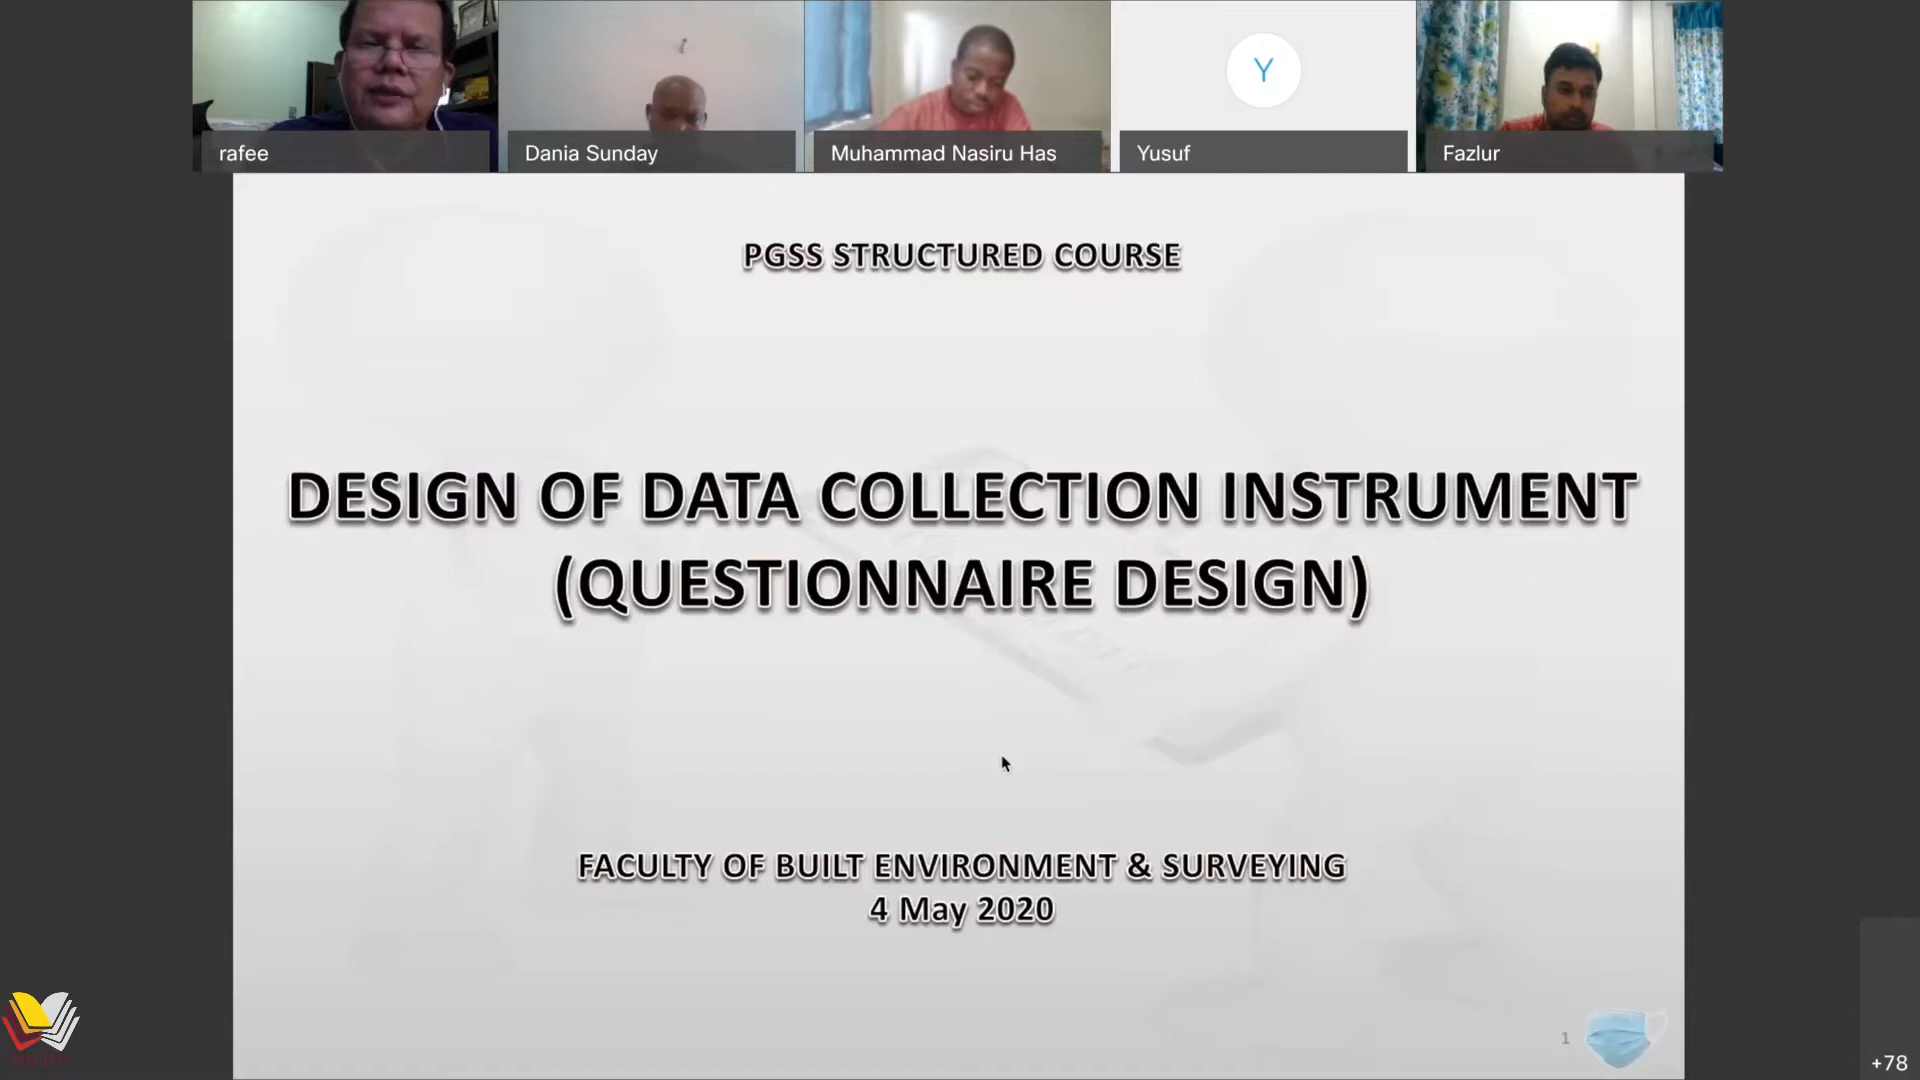 rafee
Dania Sunday
Muhammad Nasiru Has
Y
Yusuf
Fazlur
PGSS STRUCTURED COURSE
DESIGN OF DATA COLLECTION INSTRUMENT
(QUESTIONNAIRE DESIGN)
FACULTY OF BUILT ENVIRONMENT & SURVEYING
4 May 2020
1
+78